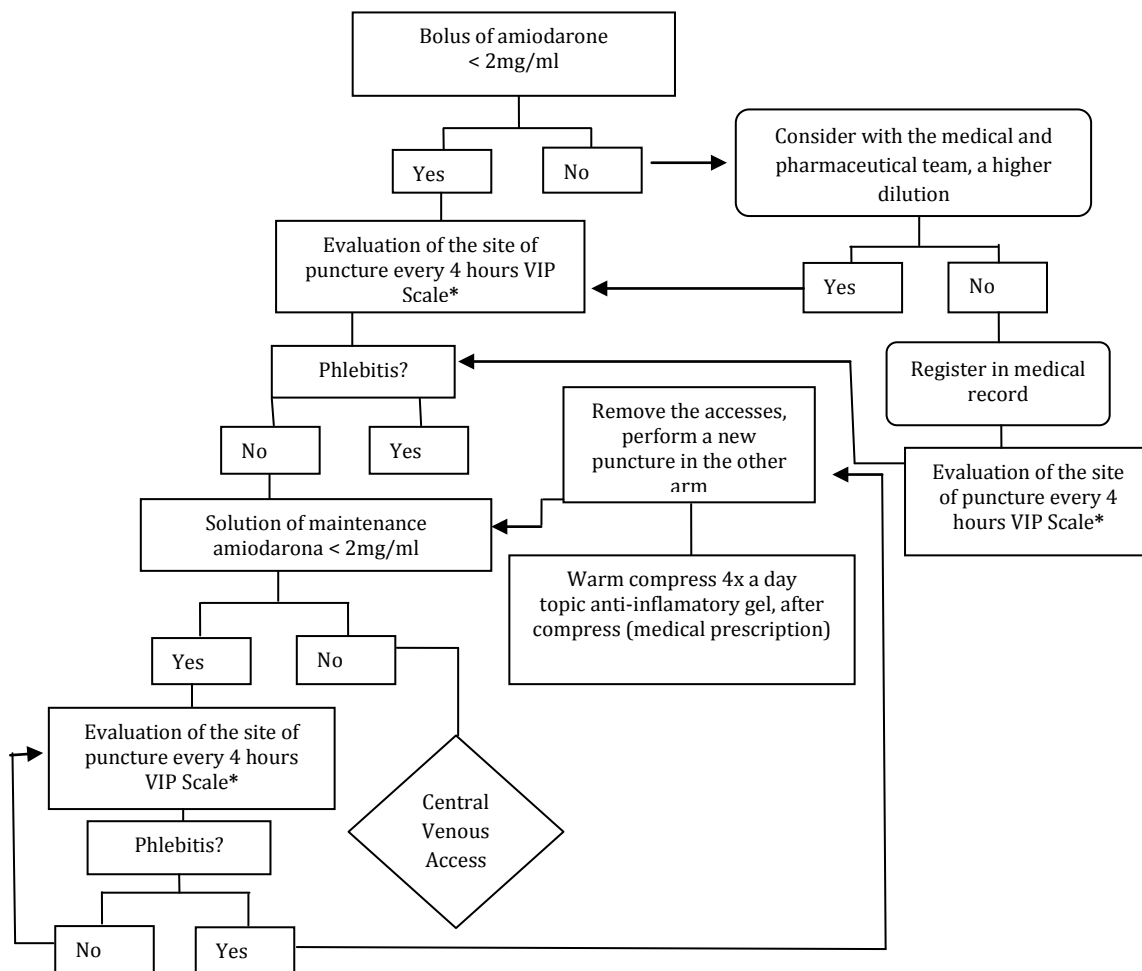 Bolus of amiodarone
< 2mg/ml
Yes
No
Consider with the medical and
pharmaceutical team, a higher
dilution
Evaluation of the site of
puncture every 4 hours VIP
Scale*
Yes
No
Phlebitis?
Register in medical
record
No
Yes
Remove the accesses,
perform a new
puncture in the other
arm
Evaluation of the site
of puncture every 4
hours VIP Scale*
Solution of maintenance
amiodarona < 2mg/ml
Warm compress 4x a day
topic anti-inflamatory gel, after
compress (medical prescription)
Yes
No
Evaluation of the site of
puncture every 4 hours
VIP Scale*
Central
Venous
Access
Phlebitis?
No
Yes